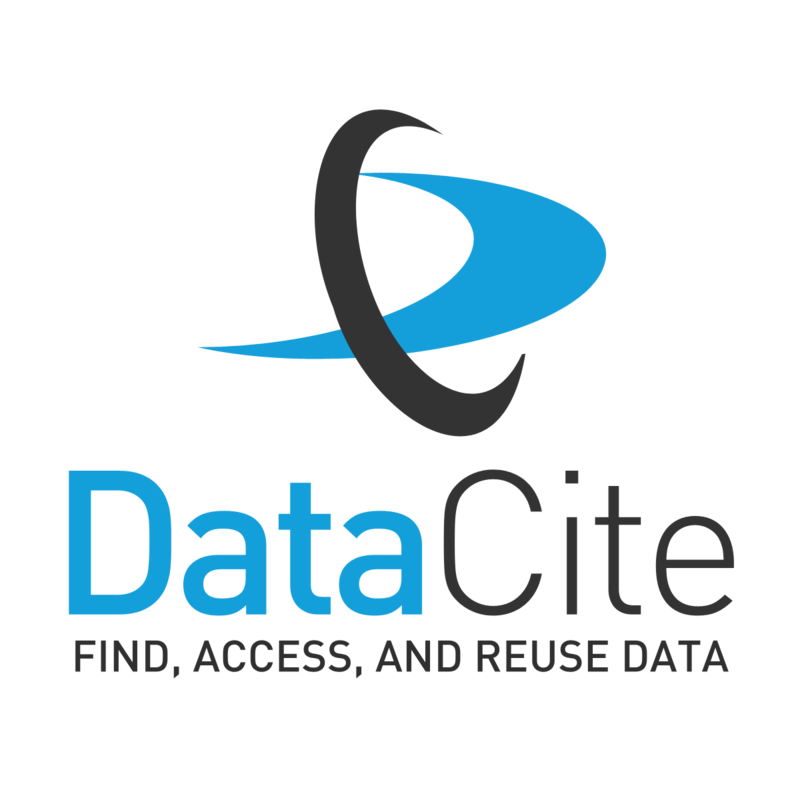 DataCite
FIND, ACCESS, AND REUSE DATA